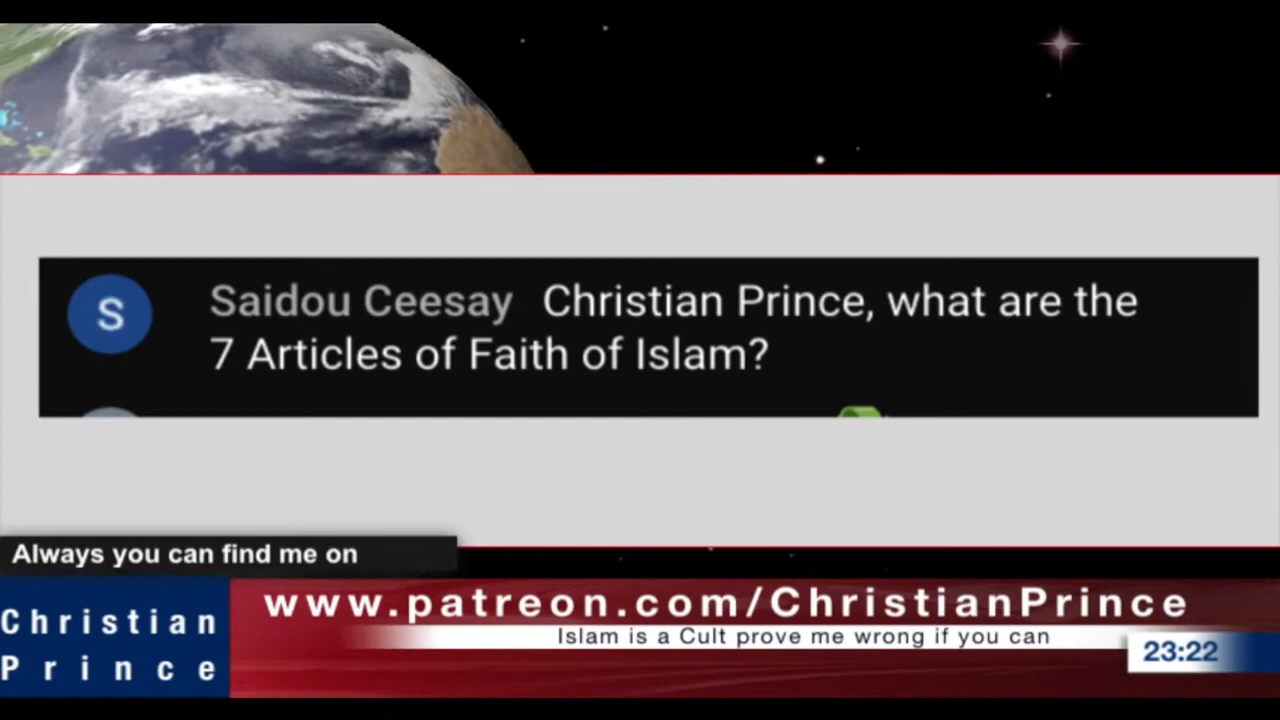 S
Saidou Ceesay Christian Prince, what are the
7 Articles of Faith of Islam?
Always you can find me on
Christian
Prince
www.patreon.com/ChristianPrince
Islam is a Cult prove me wrong if you can
23:22